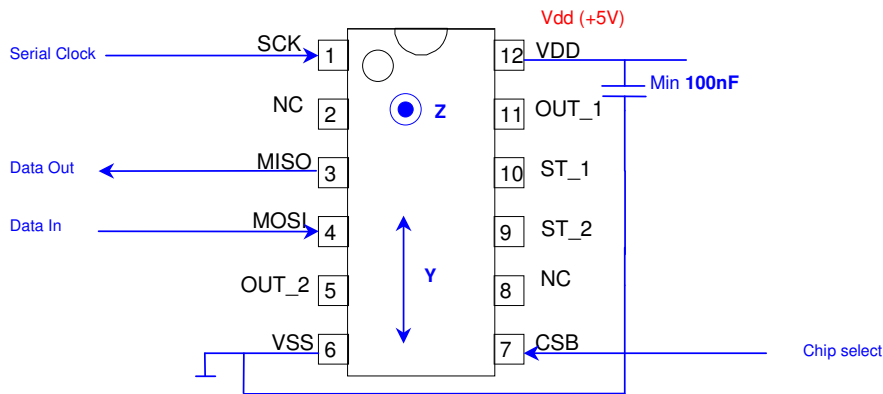 Vdd (+5V)
Serial Clock SCK 1 12 VDD
Min 100nF
NC 2 Z 11 OUT_1
Data Out MISO 3 10 ST_1
Data In MOSI 4 9 ST_2
OUT_2 5 Y 8 NC
VSS 6 7 CSB Chip select